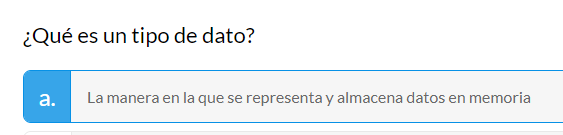 ¿Qué es un tipo de dato?
a. La manera en la que se representa y almacena datos en memoria